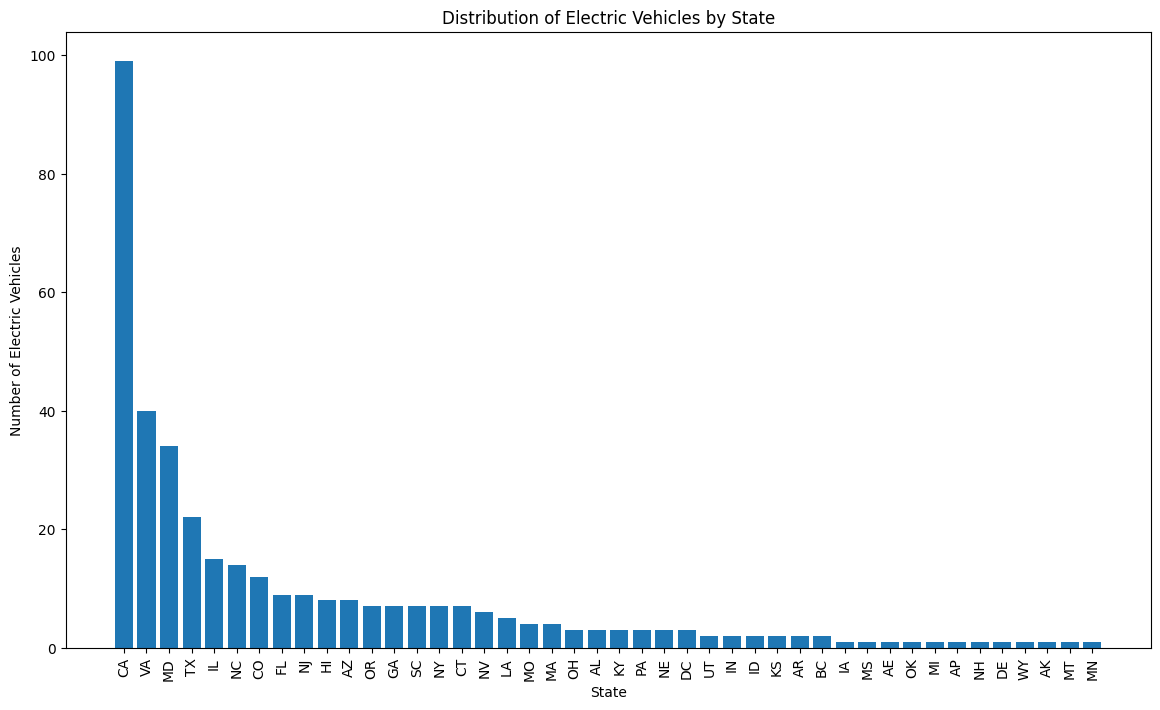 Distribution of Electric Vehicles by State
Number of Electric Vehicles
100
80
60
40
20
0
CA VA MD TX IL NC CO FL NJ HI AZ OR GA SC NY CT NV LA MO MA OH AL KY PA NE DC UT IN ID KS AR BC IA MS AE OK MI AP NH DE WY AK MT MN
State